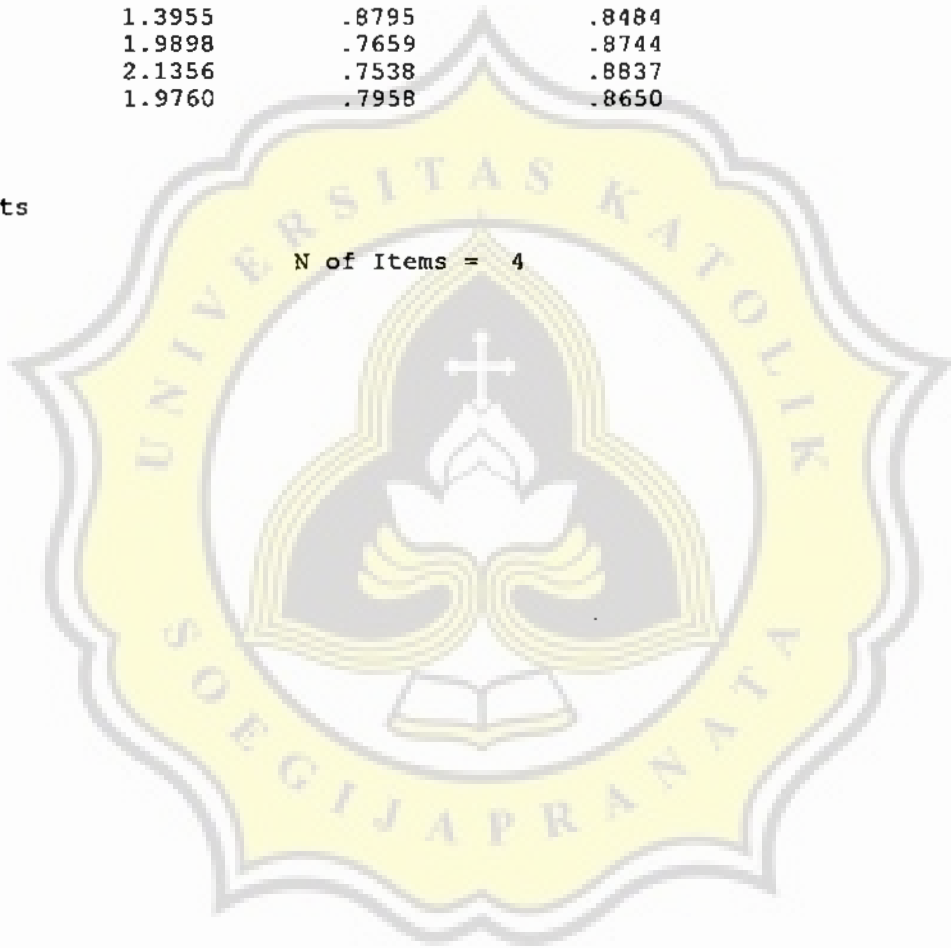 1.3955 .8795 .8484
1.9898 .7659 .8744
2.1356 .7538 .8837
1.9760 .7958 .8650
ts
N of Items = 4
UNIVERSITAS KATOLIK
SOEGIJAPRANATA